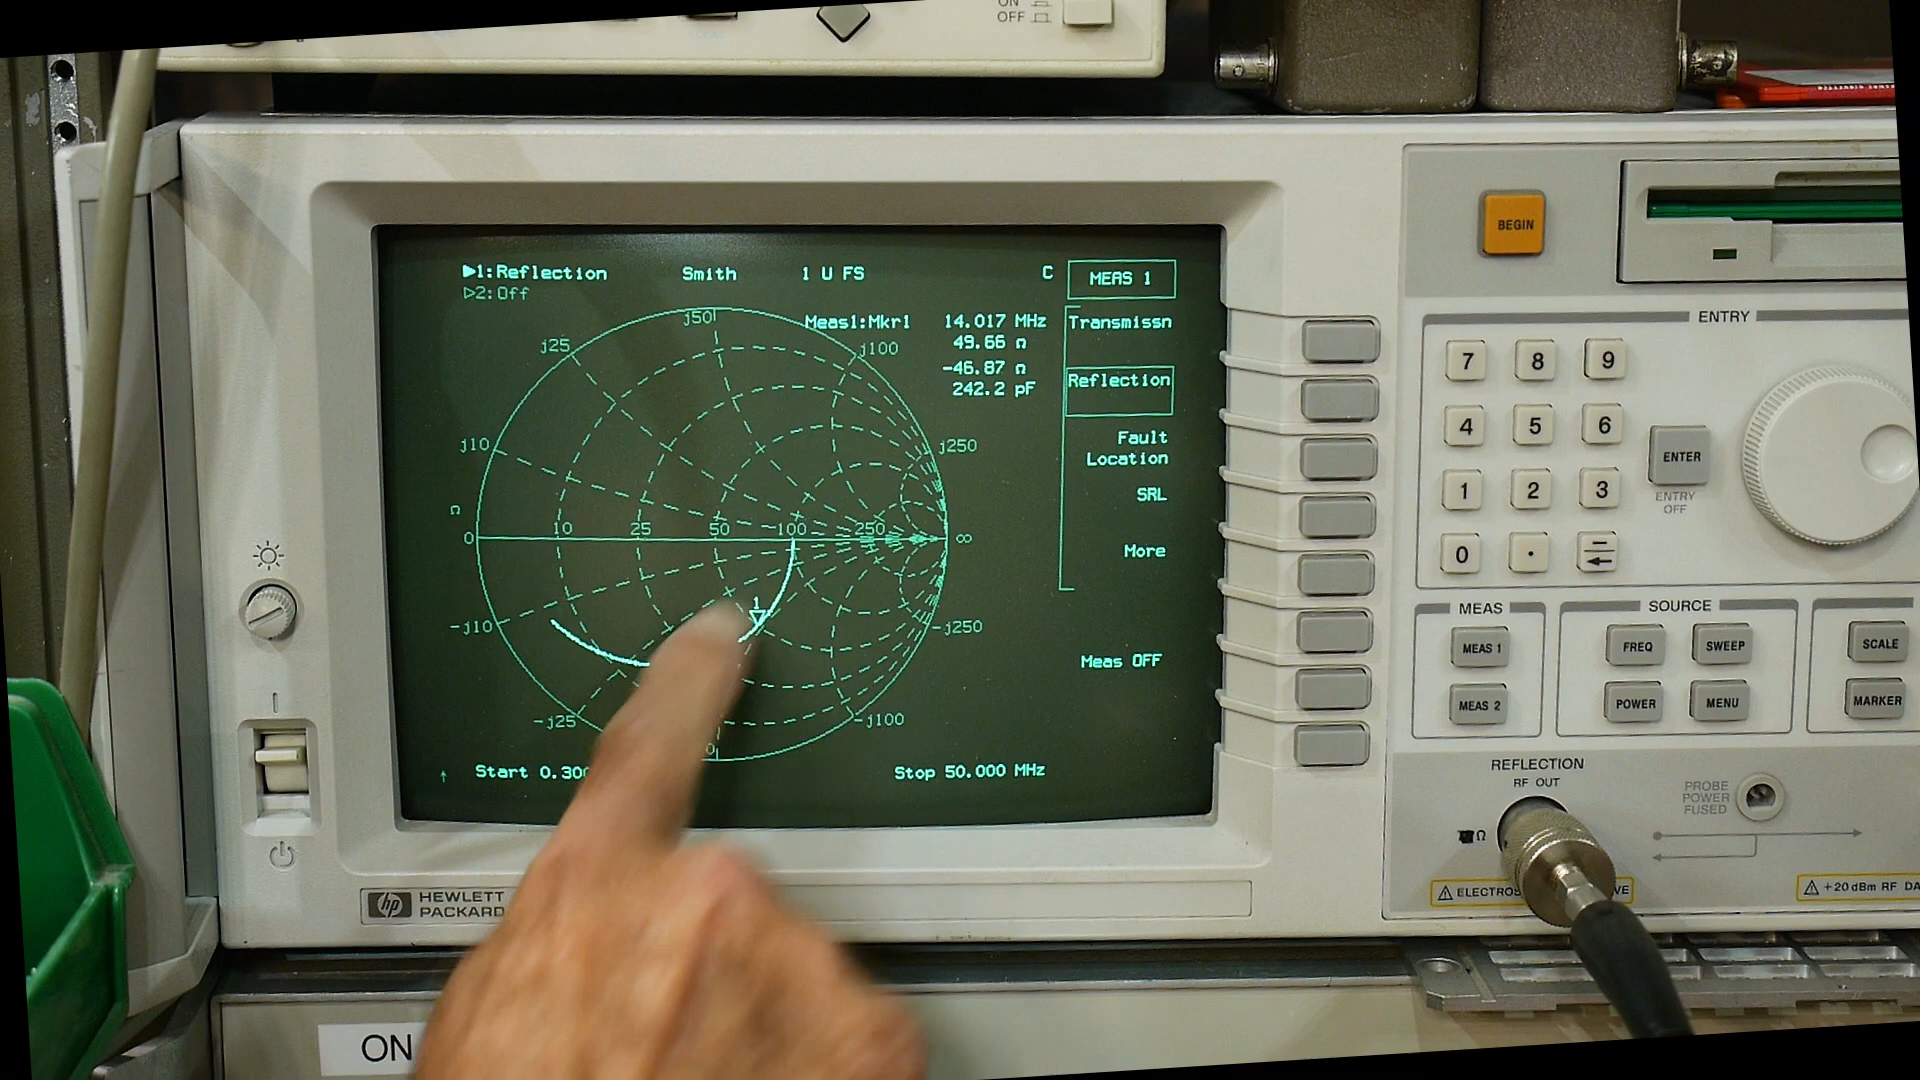 ON
OFF
▶1:Reflection Smith 1 U FS C
▷2:Off
MEAS 1
Meas1:Mkr1 14.017 MHz
49.66 Ω
-46.87 Ω
242.2 pF
Transmissn
Reflection
Fault
Location
SRL
More
Meas OFF
j50
j25
j100
j10
j250
Ω
0 10 25 50 100 250 ∞
-j10
-j250
-j25
-j100
Start 0.300
Stop 50.000 MHz
hp HEWLETT
PACKARD
ON
BEGIN
ENTRY
7 8 9
4 5 6
1 2 3
0 .
ENTER
ENTRY
OFF
MEAS
MEAS 1
MEAS 2
SOURCE
FREQ SWEEP
POWER MENU
SCALE
MARKER
REFLECTION
RF OUT
Ω
PROBE
POWER
FUSED
+20 dBm RF